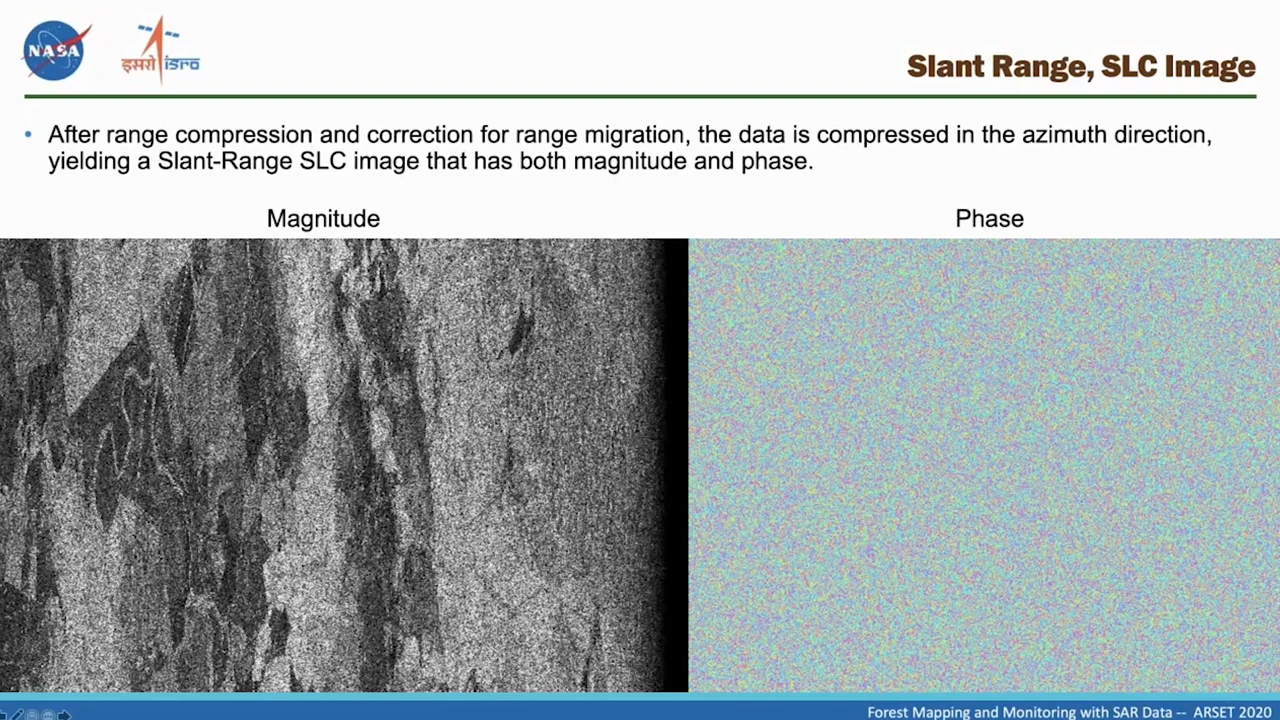 NASA
इसरो isro
Slant Range, SLC Image
• After range compression and correction for range migration, the data is compressed in the azimuth direction,
yielding a Slant-Range SLC image that has both magnitude and phase.
Magnitude
Phase
Forest Mapping and Monitoring with SAR Data -- ARSET 2020